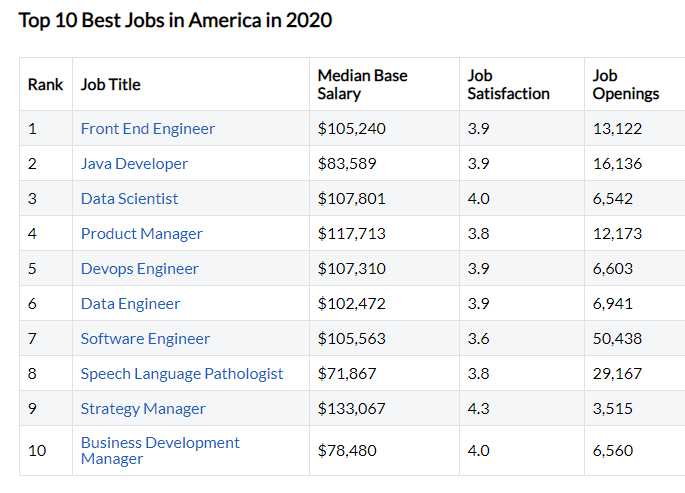 Top 10 Best Jobs in America in 2020
Rank Job Title Median Base Salary Job Satisfaction Job Openings
1 Front End Engineer $105,240 3.9 13,122
2 Java Developer $83,589 3.9 16,136
3 Data Scientist $107,801 4.0 6,542
4 Product Manager $117,713 3.8 12,173
5 Devops Engineer $107,310 3.9 6,603
6 Data Engineer $102,472 3.9 6,941
7 Software Engineer $105,563 3.6 50,438
8 Speech Language Pathologist $71,867 3.8 29,167
9 Strategy Manager $133,067 4.3 3,515
10 Business Development Manager $78,480 4.0 6,560